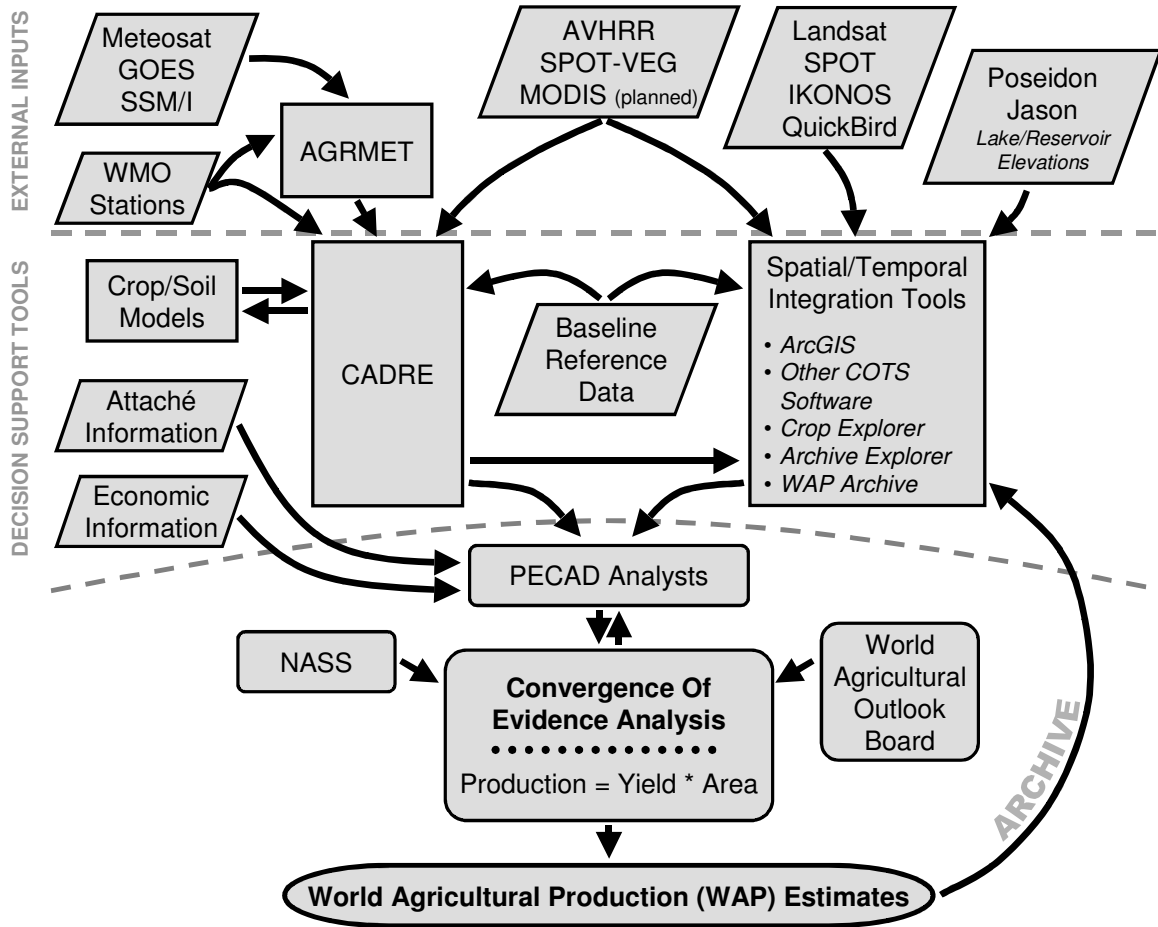 EXTERNAL INPUTS
Meteosat
GOES
SSM/I
AVHRR
SPOT-VEG
MODIS (planned)
Landsat
SPOT
IKONOS
QuickBird
Poseidon
Jason
Lake/Reservoir
Elevations
AGRMET
WMO
Stations
DECISION SUPPORT TOOLS
Crop/Soil
Models
CADRE
Baseline
Reference
Data
Spatial/Temporal
Integration Tools
• ArcGIS
• Other COTS
Software
• Crop Explorer
• Archive Explorer
• WAP Archive
Attaché
Information
Economic
Information
PECAD Analysts
NASS
Convergence Of
Evidence Analysis
Production = Yield * Area
World
Agricultural
Outlook
Board
ARCHIVE
World Agricultural Production (WAP) Estimates